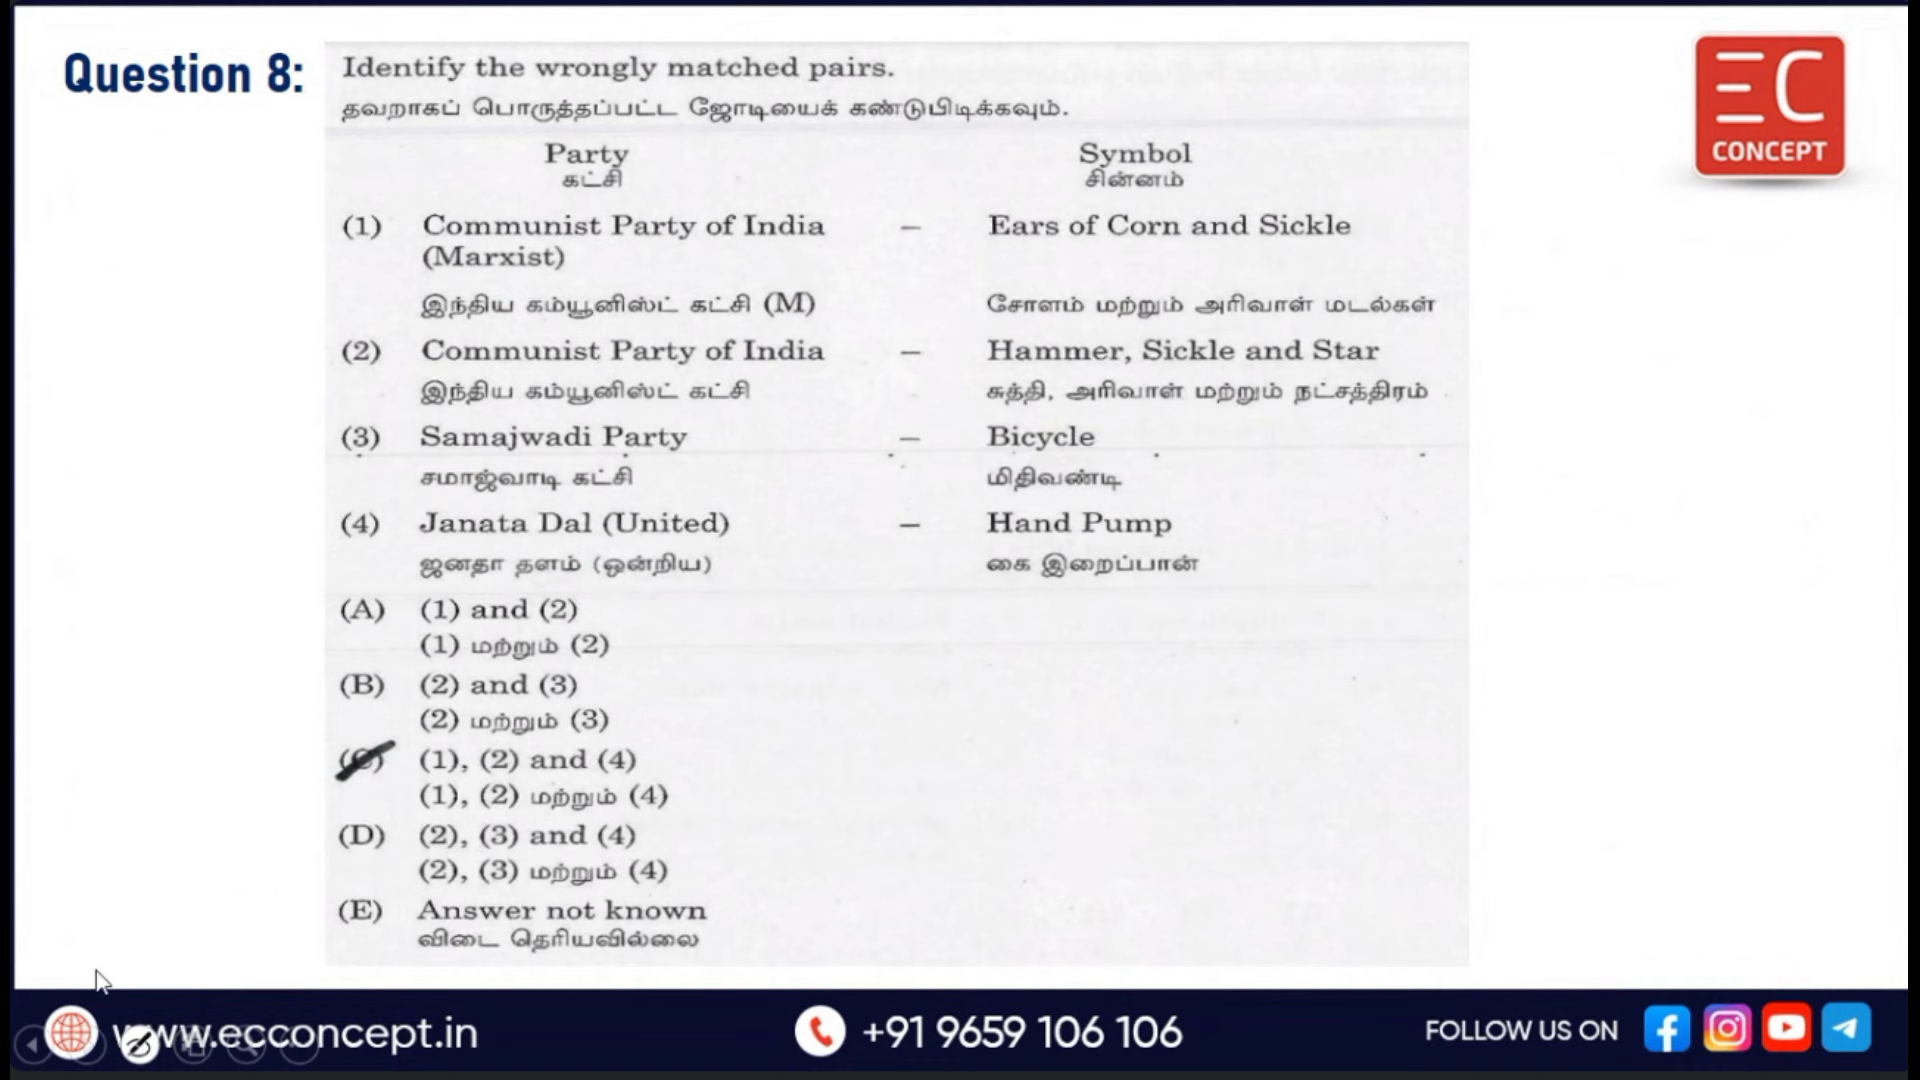 Question 8:
Identify the wrongly matched pairs.
தவறாகப் பொருத்தப்பட்ட ஜோடியைக் கண்டுபிடிக்கவும்.
Party Symbol
கட்சி சின்னம்
(1) Communist Party of India – Ears of Corn and Sickle
(Marxist)
இந்திய கம்யூனிஸ்ட் கட்சி (M) சோளம் மற்றும் அரிவாள் மடல்கள்
(2) Communist Party of India – Hammer, Sickle and Star
இந்திய கம்யூனிஸ்ட் கட்சி சுத்தி, அரிவாள் மற்றும் நட்சத்திரம்
(3) Samajwadi Party – Bicycle
சமாஜ்வாடி கட்சி மிதிவண்டி
(4) Janata Dal (United) – Hand Pump
ஜனதா தளம் (ஒன்றிய) கை இறைப்பான்
(A) (1) and (2)
(1) மற்றும் (2)
(B) (2) and (3)
(2) மற்றும் (3)
(C) (1), (2) and (4)
(1), (2) மற்றும் (4)
(D) (2), (3) and (4)
(2), (3) மற்றும் (4)
(E) Answer not known
விடை தெரியவில்லை
EC
CONCEPT
www.ecconcept.in
+91 9659 106 106
FOLLOW US ON